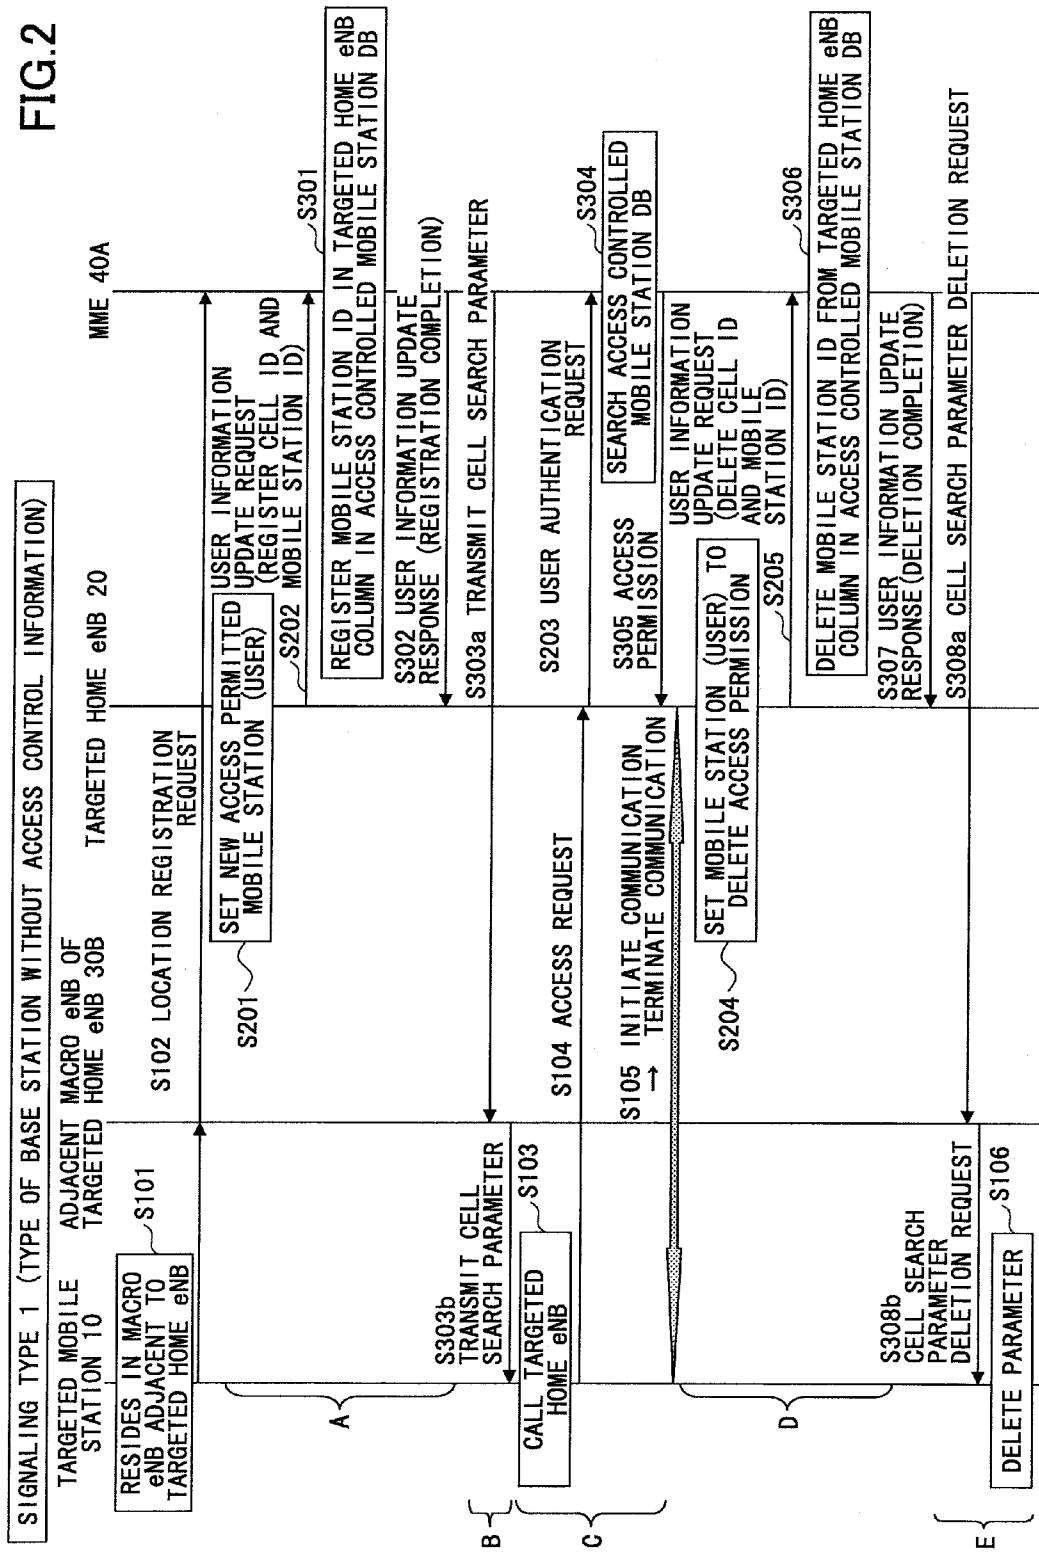 FIG.2
SIGNALING TYPE 1 (TYPE OF BASE STATION WITHOUT ACCESS CONTROL INFORMATION)
TARGETED MOBILE
STATION 10
ADJACENT MACRO eNB OF
TARGETED HOME eNB 30B
TARGETED HOME eNB 20
MME 40A
RESIDES IN MACRO
eNB ADJACENT TO
TARGETED HOME eNB
S101
S102 LOCATION REGISTRATION
REQUEST
S201
SET NEW ACCESS PERMITTED
MOBILE STATION (USER)
USER INFORMATION
UPDATE REQUEST
(REGISTER CELL ID AND
MOBILE STATION ID)
S202
S301
REGISTER MOBILE STATION ID IN TARGETED HOME eNB
COLUMN IN ACCESS CONTROLLED MOBILE STATION DB
A
S302 USER INFORMATION UPDATE
RESPONSE (REGISTRATION COMPLETION)
S303a TRANSMIT CELL SEARCH PARAMETER
S303b
TRANSMIT CELL
SEARCH PARAMETER
B
CALL TARGETED
HOME eNB
S103
S104 ACCESS REQUEST
S203 USER AUTHENTICATION
REQUEST
S304
SEARCH ACCESS CONTROLLED
MOBILE STATION DB
C
S305 ACCESS
PERMISSION
S105 INITIATE COMMUNICATION
→ TERMINATE COMMUNICATION
S204
SET MOBILE STATION (USER) TO
DELETE ACCESS PERMISSION
USER INFORMATION
UPDATE REQUEST
(DELETE CELL ID
AND MOBILE
STATION ID)
S205
S306
DELETE MOBILE STATION ID FROM TARGETED HOME eNB
COLUMN IN ACCESS CONTROLLED MOBILE STATION DB
D
S307 USER INFORMATION UPDATE
RESPONSE(DELETION COMPLETION)
S308a CELL SEARCH PARAMETER DELETION REQUEST
S308b
CELL SEARCH
PARAMETER
DELETION REQUEST
E
DELETE PARAMETER
S106